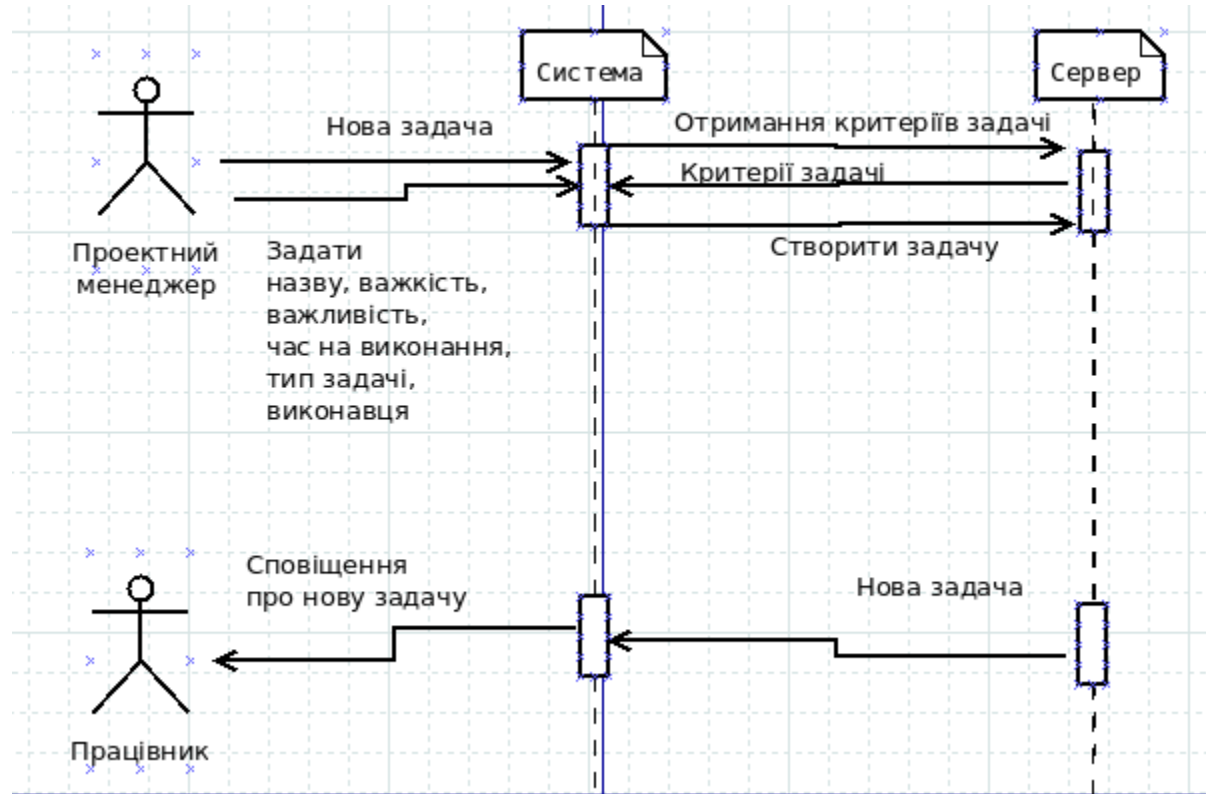 Система
Сервер
Нова задача
Отримання критеріїв задачі
Критерії задачі
Створити задачу
Проектний
менеджер
Задати
назву, важкість,
важливість,
час на виконання,
тип задачі,
виконавця
Сповіщення
про нову задачу
Нова задача
Працівник